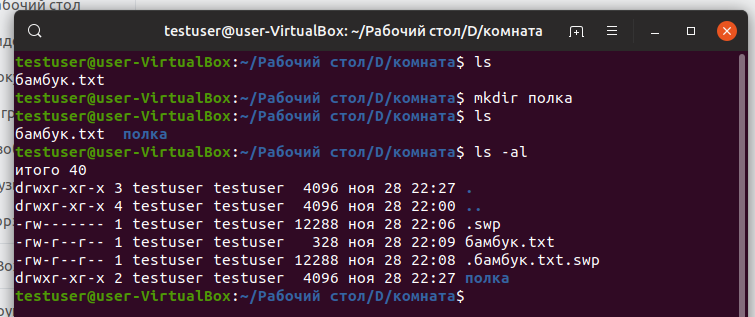 бочий стол
testuser@user-VirtualBox: ~/Рабочий стол/D/комната
testuser@user-VirtualBox:~/Рабочий стол/D/комната$ ls
бамбук.txt
testuser@user-VirtualBox:~/Рабочий стол/D/комната$ mkdir полка
testuser@user-VirtualBox:~/Рабочий стол/D/комната$ ls
бамбук.txt  полка
testuser@user-VirtualBox:~/Рабочий стол/D/комната$ ls -al
итого 40
drwxr-xr-x 3 testuser testuser  4096 ноя 28 22:27 .
drwxr-xr-x 4 testuser testuser  4096 ноя 28 22:00 ..
-rw------- 1 testuser testuser 12288 ноя 28 22:06 .swp
-rw-r--r-- 1 testuser testuser   328 ноя 28 22:09 бамбук.txt
-rw-r--r-- 1 testuser testuser 12288 ноя 28 22:08 .бамбук.txt.swp
drwxr-xr-x 2 testuser testuser  4096 ноя 28 22:27 полка
testuser@user-VirtualBox:~/Рабочий стол/D/комната$